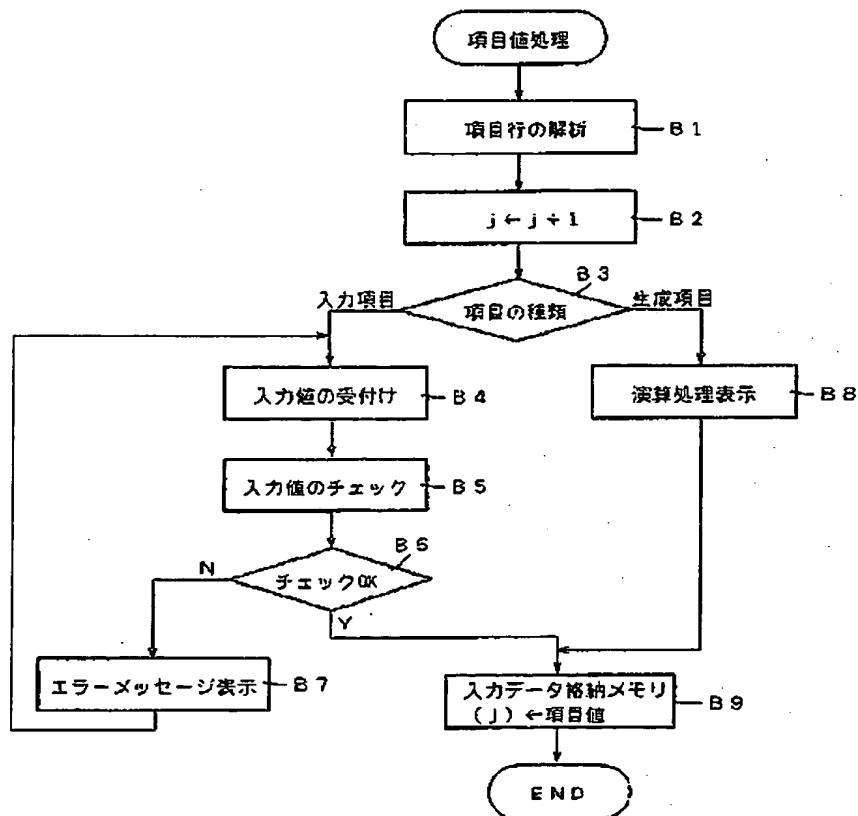 項目値処理
項目行の解析
B1
j←j+1
B2
B3
入力項目
項目の種類
生成項目
入力値の受付け
B4
演算処理表示
B8
入力値のチェック
B5
B6
N
チェックOK
Y
エラーメッセージ表示
B7
入力データ格納メモリ
(j)←項目値
B9
END